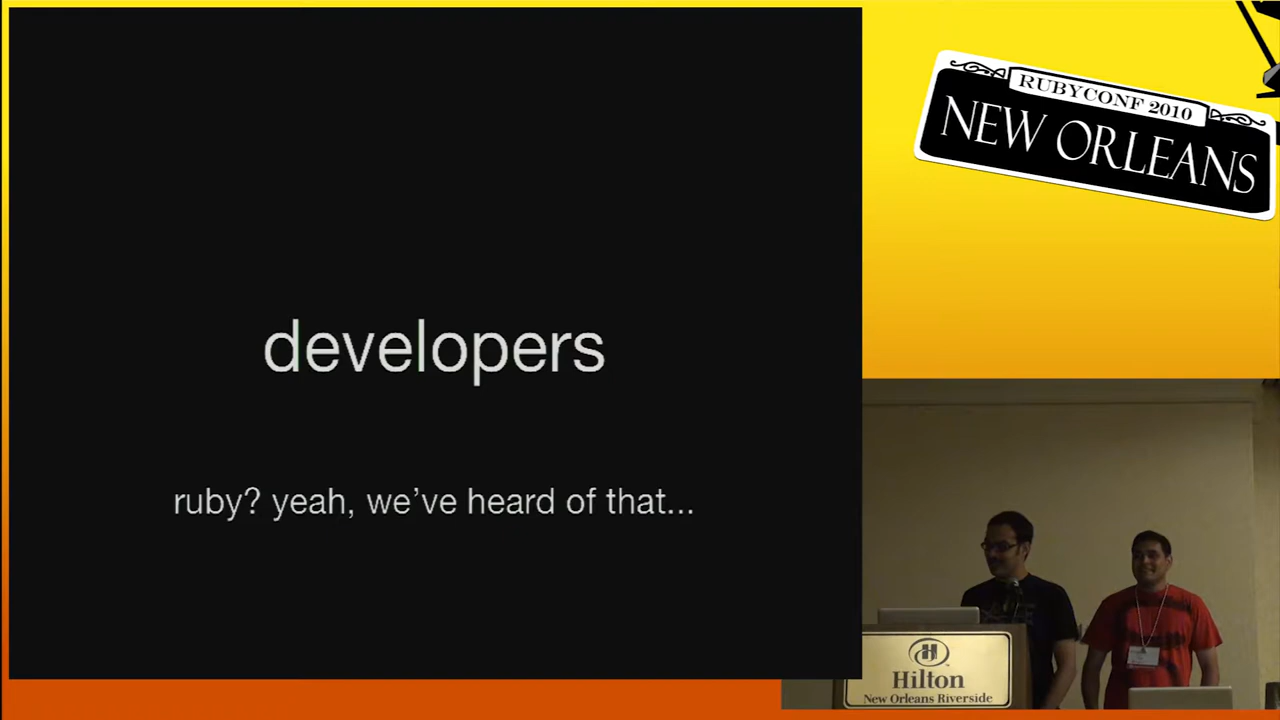 developers
ruby? yeah, we've heard of that...
RUBYCONF 2010
NEW ORLEANS
Hilton
New Orleans Riverside